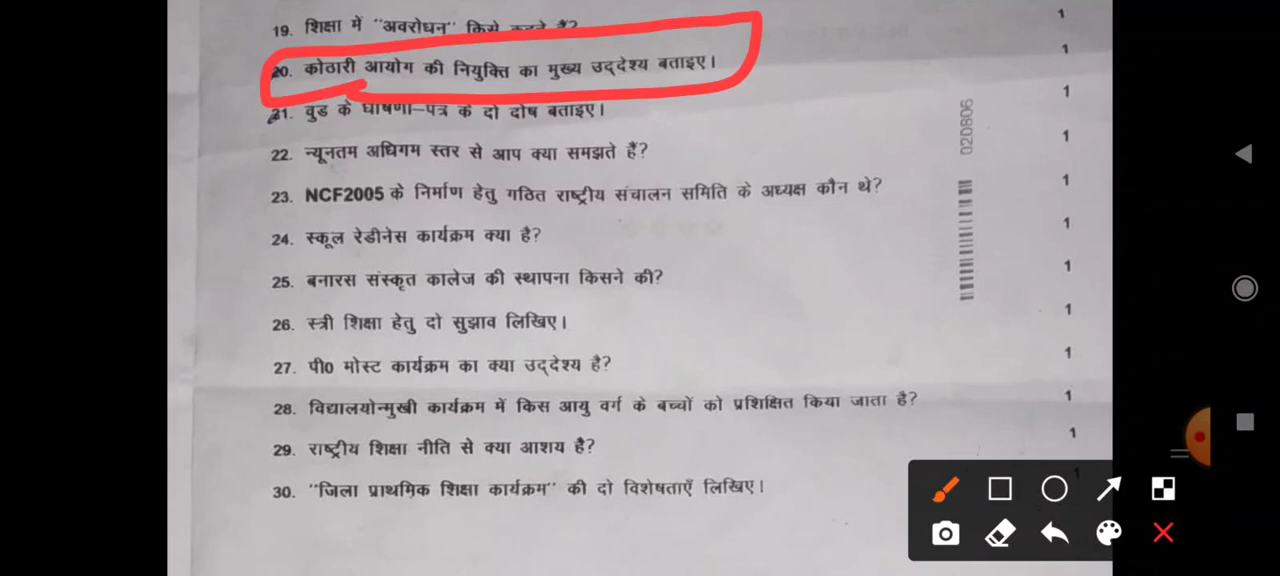 19. शिक्षा में "अवरोधन" किसे कहते हैं? 1
20. कोठारी आयोग की नियुक्ति का मुख्य उद्देश्य बताइए। 1
21. वुड के घोषणा–पत्र के दो दोष बताइए। 1
22. न्यूनतम अधिगम स्तर से आप क्या समझते हैं? 1
23. NCF2005 के निर्माण हेतु गठित राष्ट्रीय संचालन समिति के अध्यक्ष कौन थे? 1
24. स्कूल रेडीनेस कार्यक्रम क्या है? 1
25. बनारस संस्कृत कालेज की स्थापना किसने की? 1
26. स्त्री शिक्षा हेतु दो सुझाव लिखिए। 1
27. पी0 मोस्ट कार्यक्रम का क्या उद्देश्य है? 1
28. विद्यालयोन्मुखी कार्यक्रम में किस आयु वर्ग के बच्चों को प्रशिक्षित किया जाता है? 1
29. राष्ट्रीय शिक्षा नीति से क्या आशय है? 1
30. "जिला प्राथमिक शिक्षा कार्यक्रम" की दो विशेषताएँ लिखिए। 1
020806